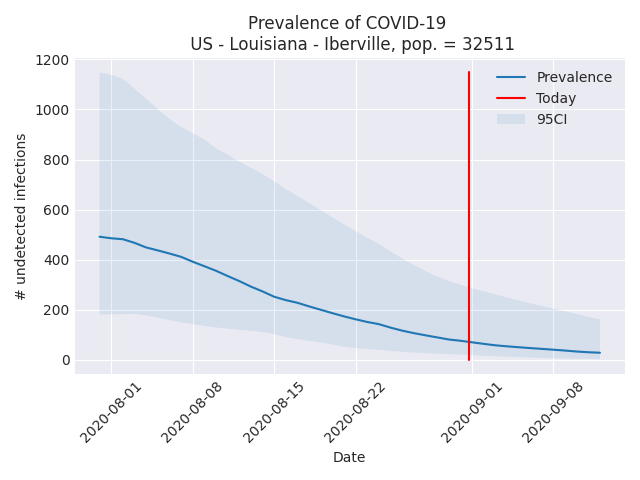 Prevalence of COVID-19
US - Louisiana - Iberville, pop. = 32511
1200
1000
800
600
400
200
0
# undetected infections
Prevalence
Today
95CI
2020-08-01
2020-08-08
2020-08-15
2020-08-22
2020-09-01
2020-09-08
Date